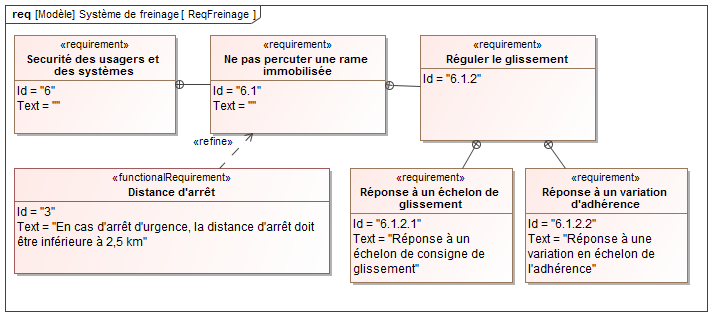 req [Modèle] Système de freinage [ ReqFreinage ]
«requirement»
Securité des usagers et
des systèmes
Id = "6"
Text = ""
«requirement»
Ne pas percuter une rame
immobilisée
Id = "6.1"
Text = ""
«requirement»
Réguler le glissement
Id = "6.1.2"
«refine»
«functionalRequirement»
Distance d'arrêt
Id = "3"
Text = "En cas d'arrêt d'urgence, la distance d'arrêt doit
être inférieure à 2,5 km"
«requirement»
Réponse à un échelon de
glissement
Id = "6.1.2.1"
Text = "Réponse à un
échelon de consigne de
glissement"
«requirement»
Réponse à un variation
d'adhérence
Id = "6.1.2.2"
Text = "Réponse à une
variation en échelon de
l'adhérence"